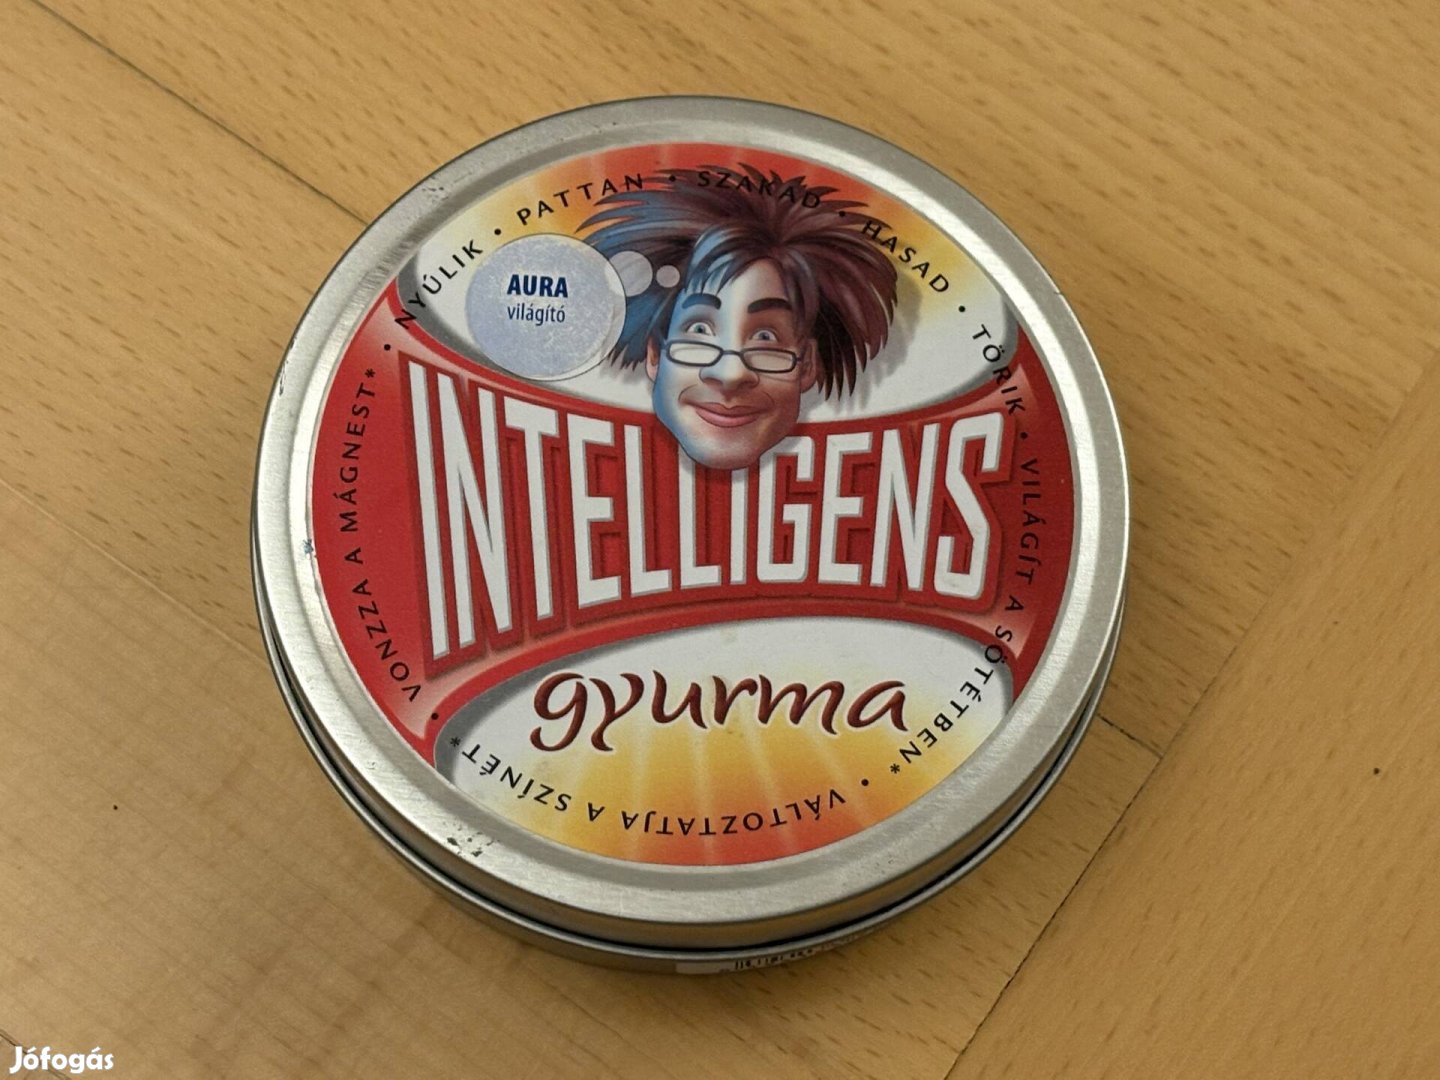 NYÚLIK • PATTAN • SZAKAD • HASAD • TÖRIK • VILÁGÍT A SÖTÉTBEN* • VÁLTOZTATJA A SZÍNÉT* • VONZZA A MÁGNEST* •
AURA
világító
INTELLIGENS
gyurma
Jófogás